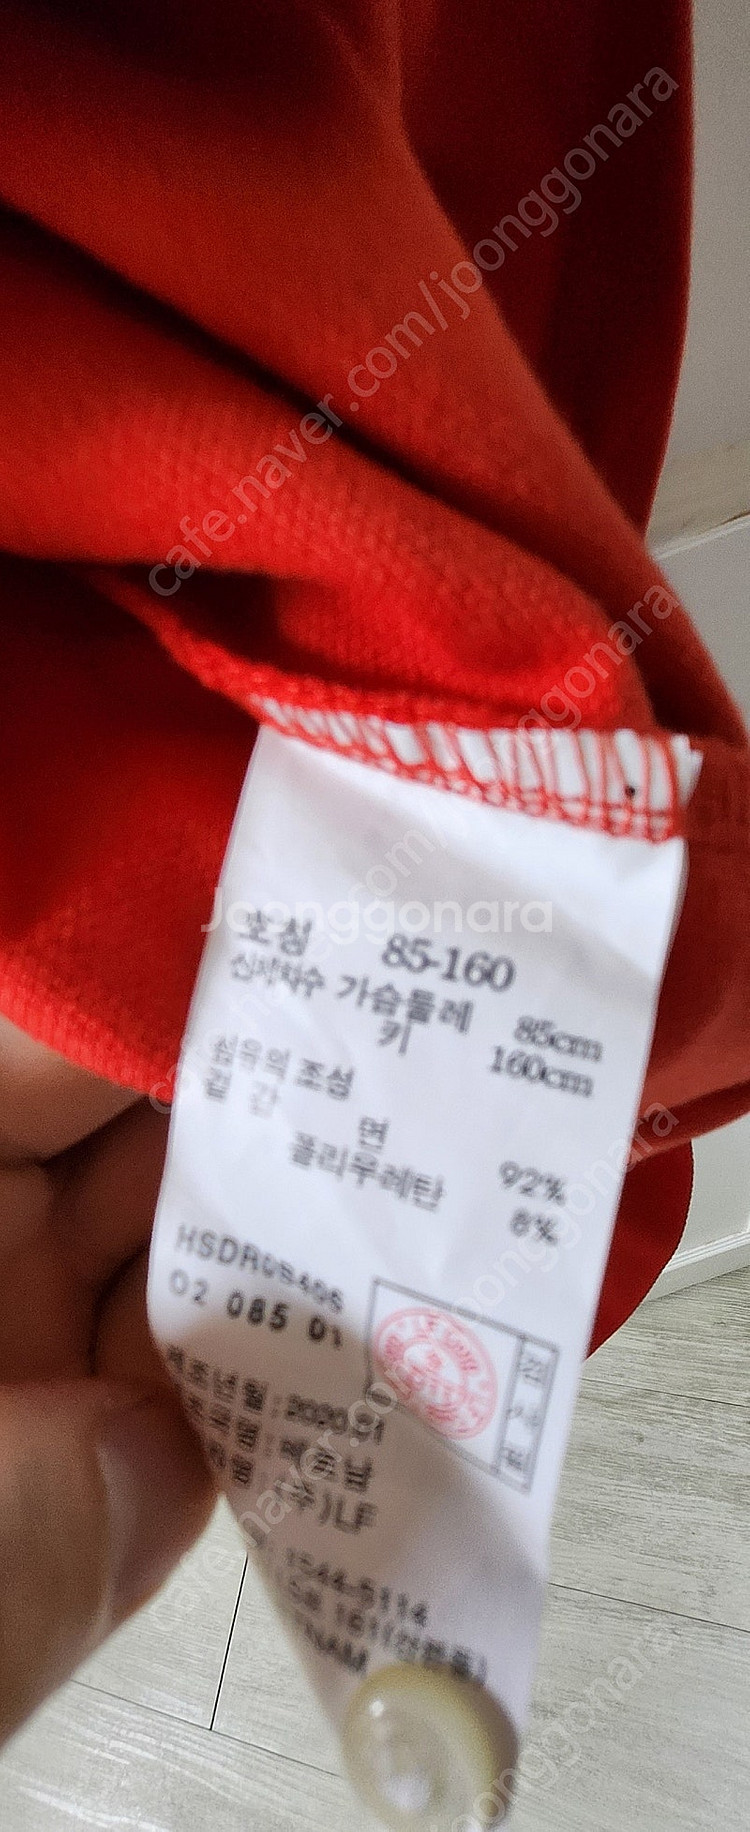 cafe.naver.com/joonggonara
Joonggonara
호칭 85-160
신체치수 가슴둘레 85cm
키 160cm
섬유의 조성
겉감
면 92%
폴리우레탄 8%
02 085 01
제조년월 : 2020.01
제조국명 : 베트남
(주)LF
1544-5114